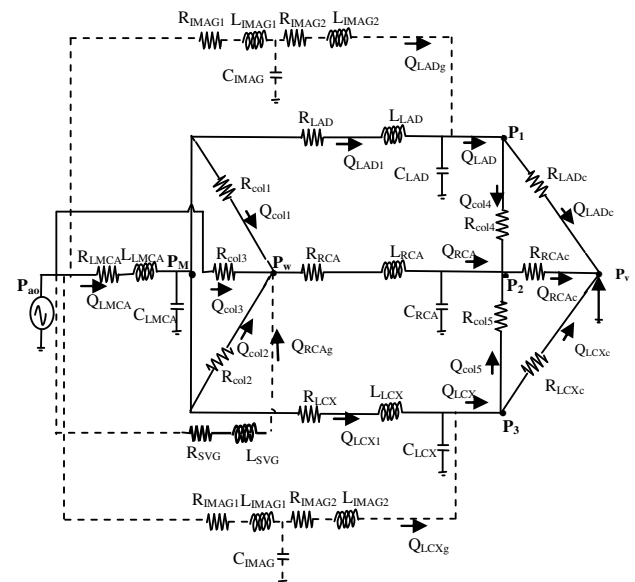 R_IMAG1 L_IMAG1 R_IMAG2 L_IMAG2
Q_LADg
C_IMAG
R_LAD L_LAD P_1
Q_LAD1 Q_LAD
C_LAD
R_LADc
R_col1
Q_col4
Q_LADc
Q_col1 R_col4
R_LMCA L_LMCA P_M R_col3 P_w R_RCA L_RCA Q_RCA R_RCAc
P_ao P_2 P_v
Q_LMCA Q_col3 Q_RCAc
C_LMCA C_RCA
R_col5
Q_col2 Q_RCAg Q_LCXc
R_col2 Q_col5
R_LCX L_LCX Q_LCX R_LCXc
Q_LCX1 P_3
R_SVG L_SVG C_LCX
R_IMAG1 L_IMAG1 R_IMAG2 L_IMAG2
Q_LCXg
C_IMAG